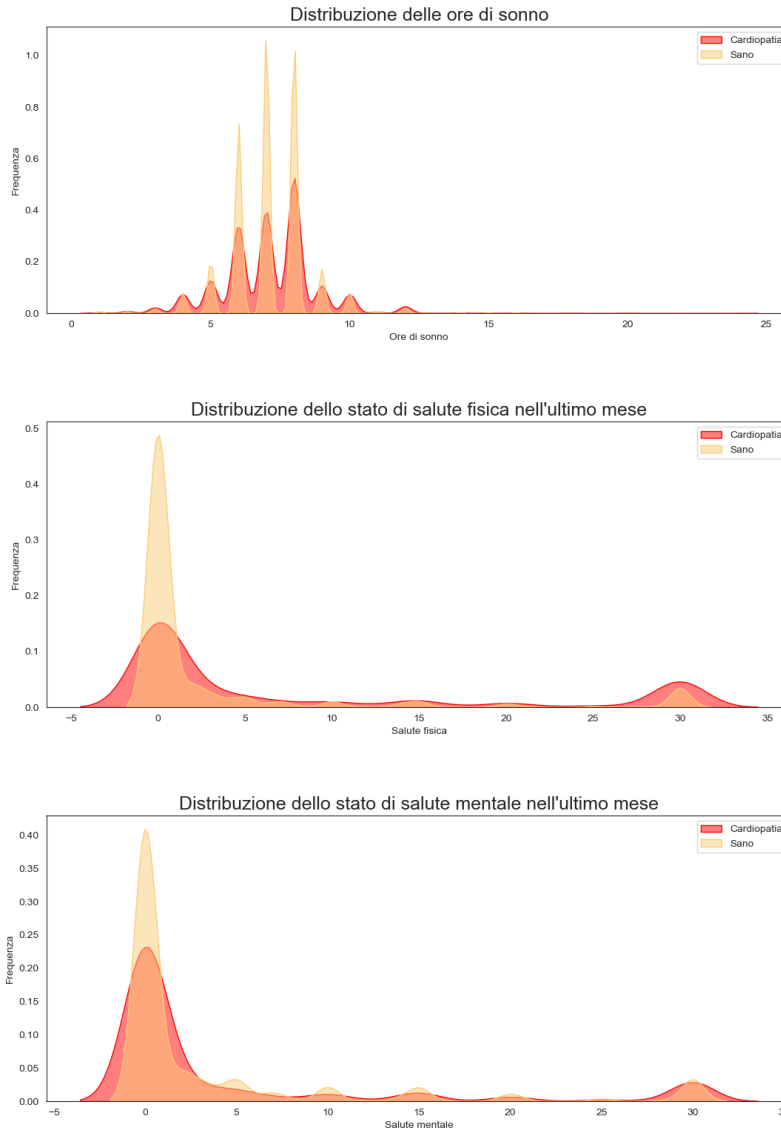 Distribuzione delle ore di sonno
Cardiopatia
Sano
1.0
0.8
0.6
0.4
0.2
0.0
Frequenza
0 5 10 15 20 25
Ore di sonno
Distribuzione dello stato di salute fisica nell'ultimo mese
Cardiopatia
Sano
0.5
0.4
0.3
0.2
0.1
0.0
Frequenza
−5 0 5 10 15 20 25 30 35
Salute fisica
Distribuzione dello stato di salute mentale nell'ultimo mese
Cardiopatia
Sano
0.40
0.35
0.30
0.25
0.20
0.15
0.10
0.05
0.00
Frequenza
−5 0 5 10 15 20 25 30
Salute mentale